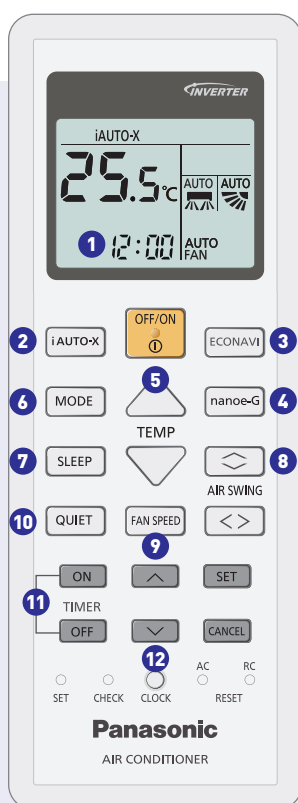 INVERTER
iAUTO-X
25.5℃
AUTO AUTO
1 12:00 AUTO
FAN
OFF/ON
2 iAUTO-X
ECONAVI 3
5
6 MODE
nanoe-G 4
TEMP
7 SLEEP
8
AIR SWING
10 QUIET
FAN SPEED
< >
9
ON
SET
11
TIMER
OFF
CANCEL
12
AC RC
SET CHECK CLOCK RESET
Panasonic
AIR CONDITIONER